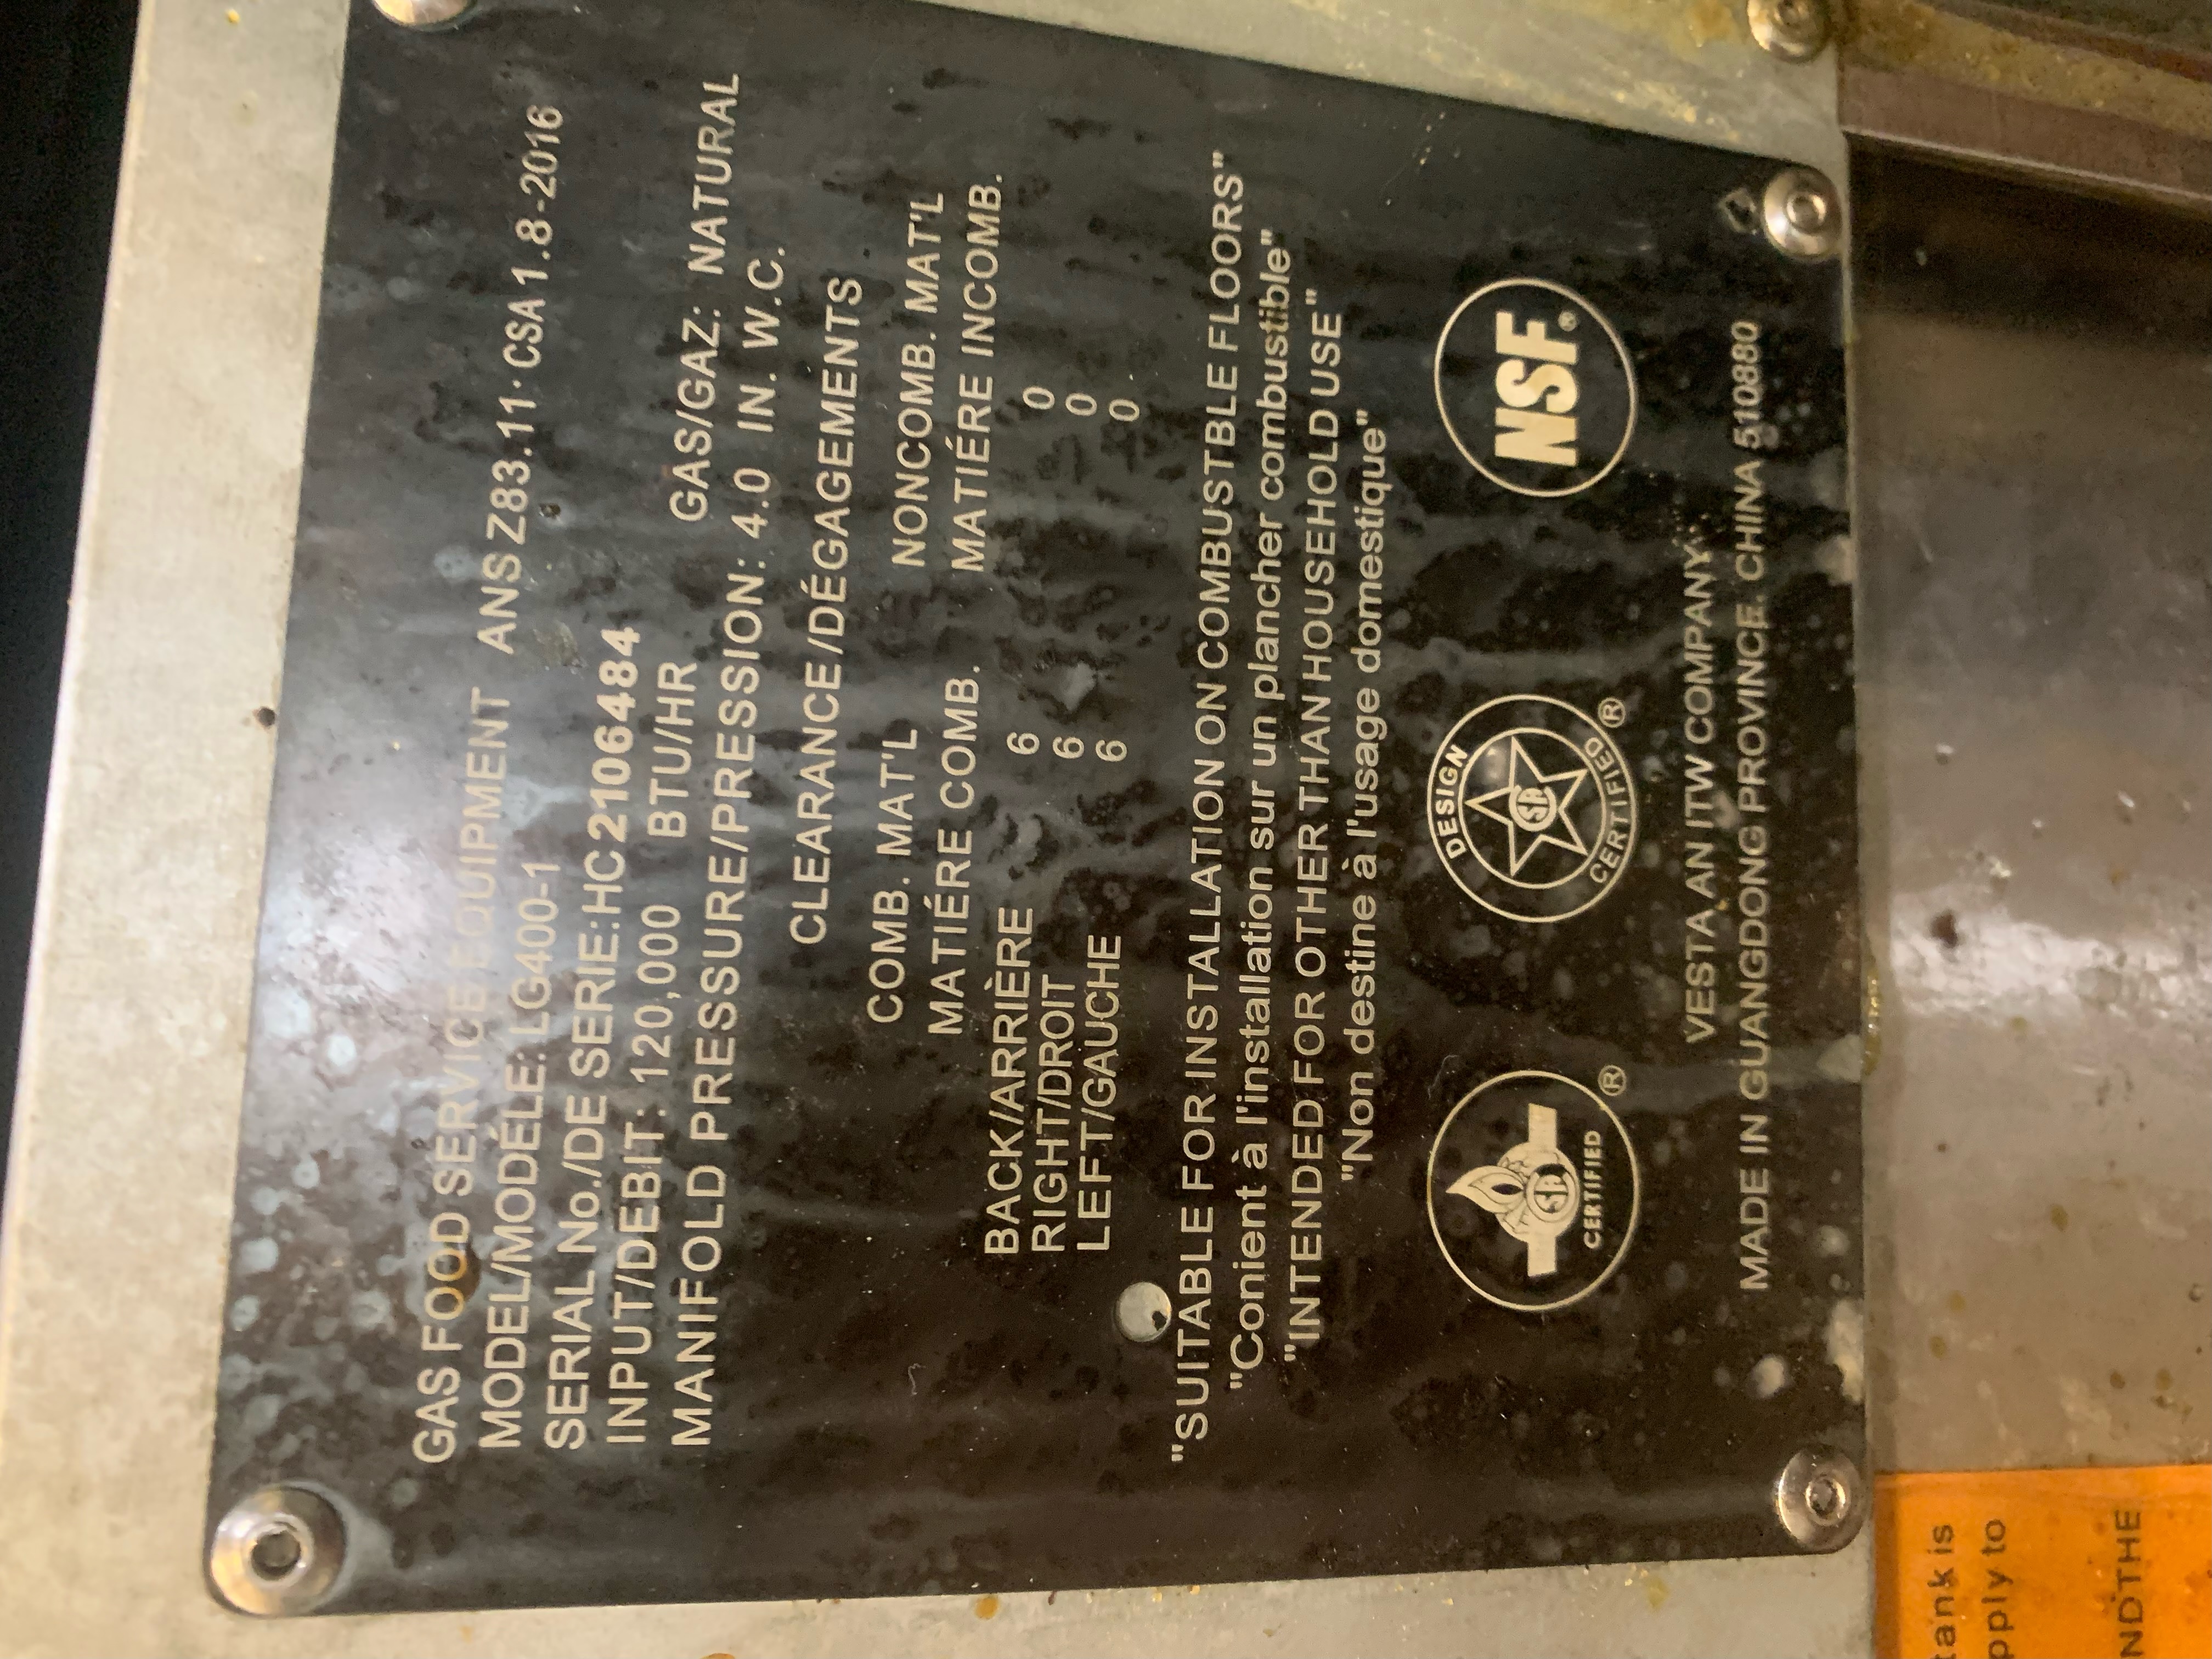 GAS FOOD SERVICE EQUIPMENT ANS Z83.11·CSA 1.8-2016
MODEL/MODÉLE: LG400-1
SERIAL No./DE SERIE:HC 2106484
INPUT/DEBIT: 120,000 BTU/HR GAS/GAZ: NATURAL
MANIFOLD PRESSURE/PRESSION: 4.0 IN. W.C.
CLEARANCE/DÉGAGEMENTS
COMB. MAT'L NONCOMB. MAT'L
MATIÉRE COMB. MATIÉRE INCOMB.
BACK/ARRIÈRE 6 0
RIGHT/DROIT 6 0
LEFT/GAUCHE 6 0
"SUITABLE FOR INSTALLATION ON COMBUSTBLE FLOORS"
"Conient à l'installation sur un plancher combustible"
"INTENDED FOR OTHER THAN HOUSEHOLD USE"
"Non destine à l'usage domestique"
CERTIFIED ®
DESIGN CERTIFIED ®
NSF®
VESTA AN ITW COMPANY
MADE IN GUANGDONG PROVINCE. CHINA 510880
tank is
pply to
ND THE